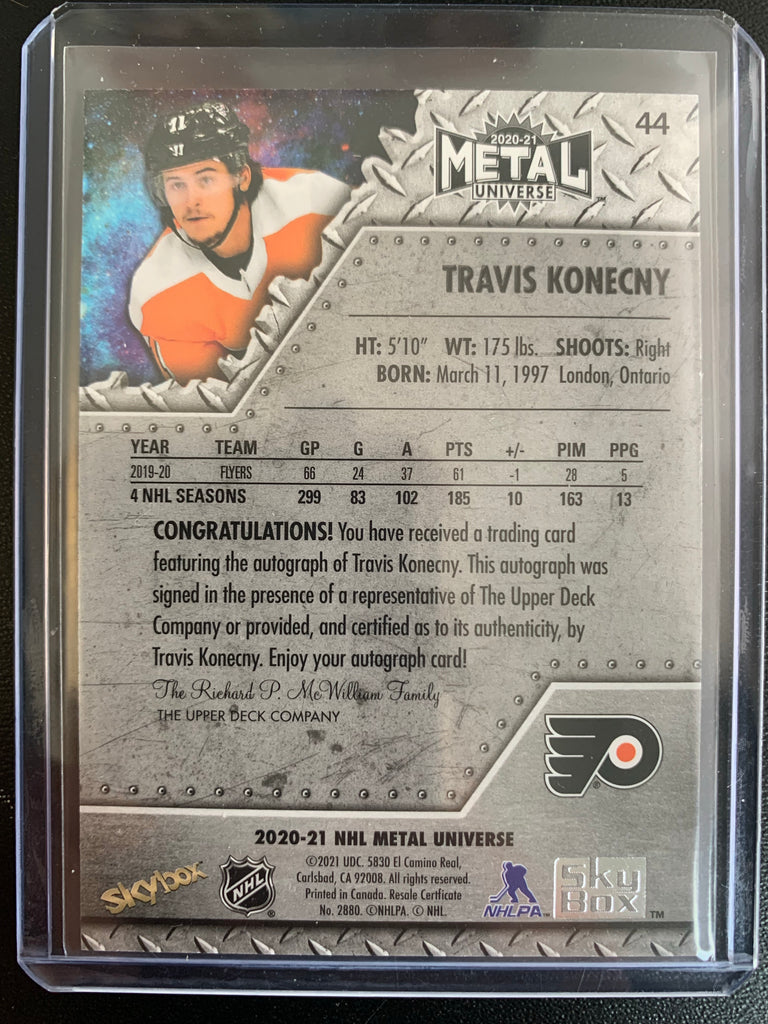 44
2020-21
METAL
UNIVERSE
TM
11
TRAVIS KONECNY
HT: 5'10" WT: 175 lbs. SHOOTS: Right
BORN: March 11, 1997 London, Ontario
YEAR TEAM GP G A PTS +/- PIM PPG
2019-20 FLYERS 66 24 37 61 -1 28 5
4 NHL SEASONS 299 83 102 185 10 163 13
CONGRATULATIONS! You have received a trading card
featuring the autograph of Travis Konecny. This autograph was
signed in the presence of a representative of The Upper Deck
Company or provided, and certified as to its authenticity, by
Travis Konecny. Enjoy your autograph card!
The Richard P. McWilliam Family
THE UPPER DECK COMPANY
®
2020-21 NHL METAL UNIVERSE
©2021 UDC. 5830 El Camino Real,
Carlsbad, CA 92008. All rights reserved.
Printed in Canada. Resale Certficate
No. 2880. ©NHLPA. © NHL.
Skybox
NHL ®
NHLPA TM
Sky
Box TM